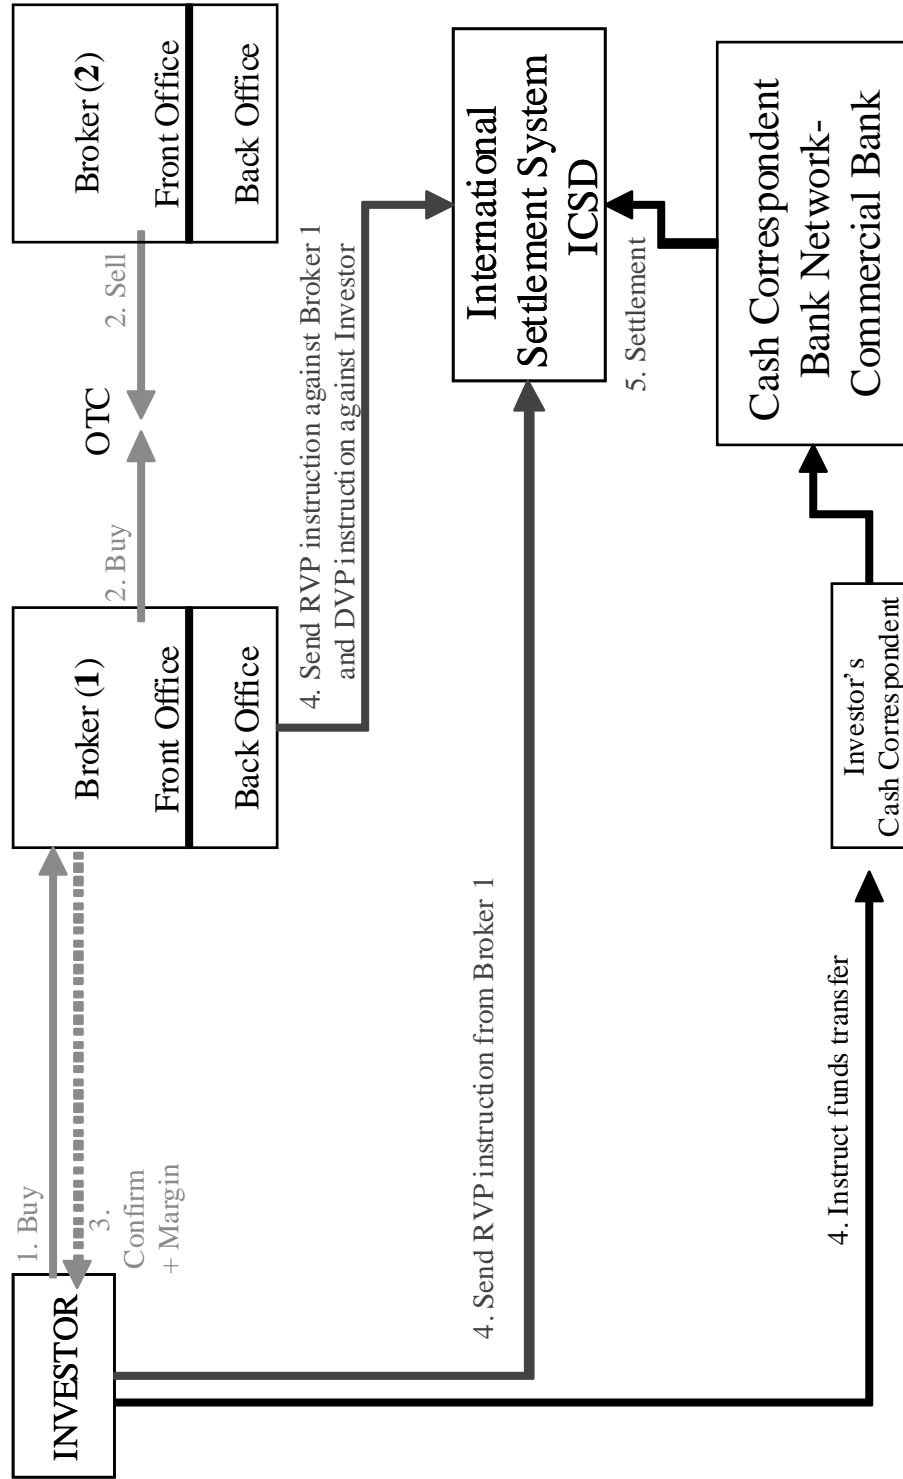 INVESTOR
1. Buy
3.
Confirm
+ Margin
Broker (1)
Front Office
Back Office
2. Buy
OTC
2. Sell
Broker (2)
Front Office
Back Office
4. Send RVP instruction against Broker 1
and DVP instruction against Investor
4. Send RVP instruction from Broker 1
International
Settlement System
ICSD
5. Settlement
4. Instruct funds transfer
Investor's
Cash Correspondent
Cash Correspondent
Bank Network-
Commercial Bank